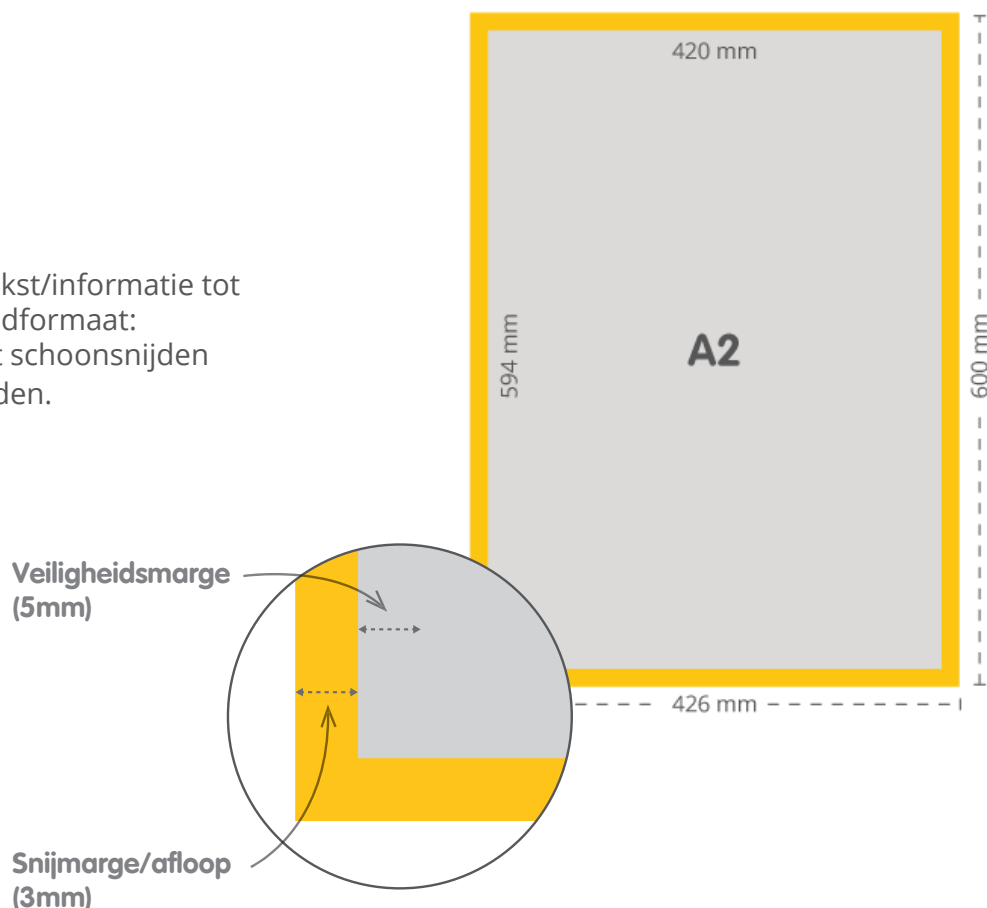 420 mm
kst/informatie tot
dformaat:
schoonsnijden
den.
594 mm
A2
600 mm
Veiligheidsmarge
(5mm)
426 mm
Snijmarge/afloop
(3mm)